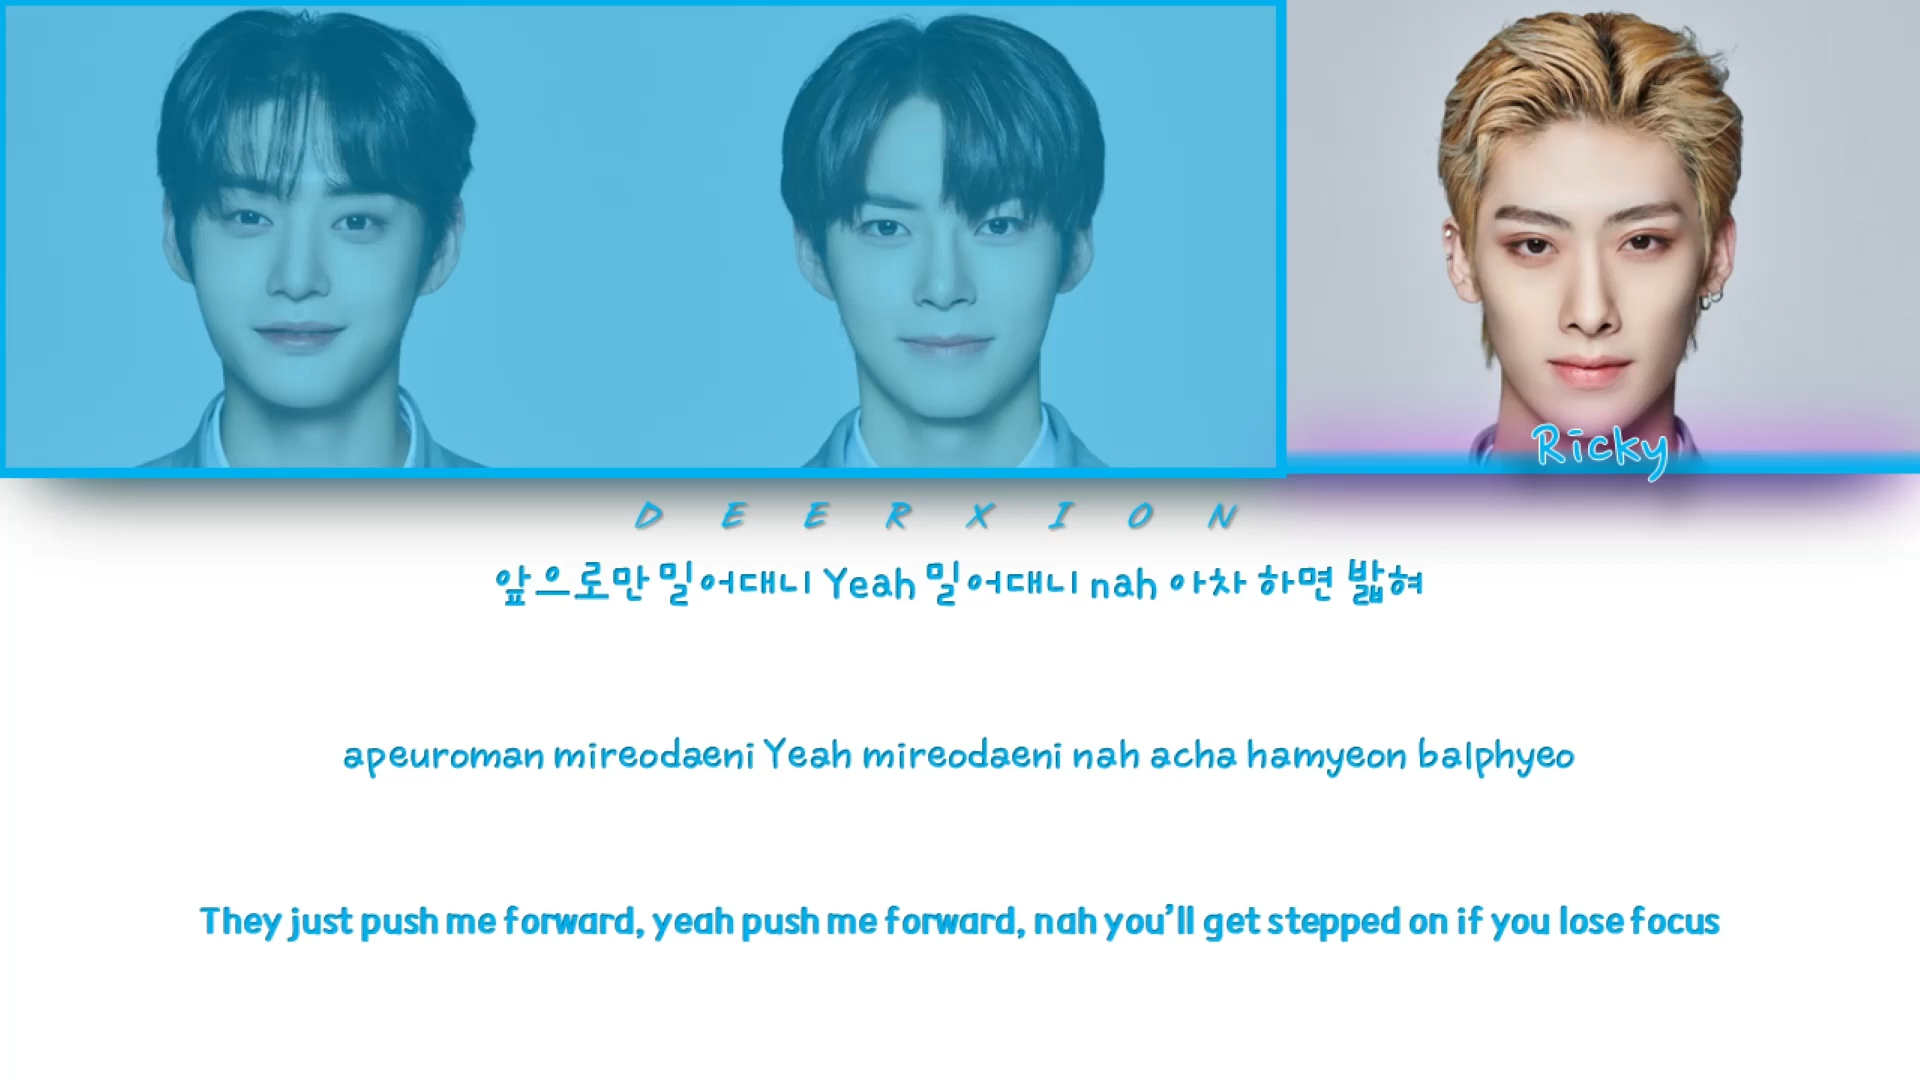 Ricky
DEERXION
앞으로만 밀어대니 Yeah 밀어대니 nah 아차 하면 밟혀
apeuroman mireodaeni Yeah mireodaeni nah acha hamyeon balphyeo
They just push me forward, yeah push me forward, nah you'll get stepped on if you lose focus